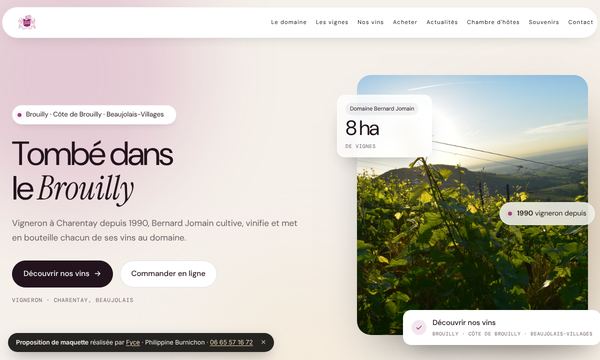 Le domaine Les vignes Nos vins Acheter Actualités Chambre d'hôtes Souvenirs Contact
Brouilly · Côte de Brouilly · Beaujolais-Villages
Tombé dans
le Brouilly
Vigneron à Charentay depuis 1990, Bernard Jomain cultive, vinifie et met
en bouteille chacun de ses vins au domaine.
Découvrir nos vins →
Commander en ligne
VIGNERON · CHARENTAY, BEAUJOLAIS
Domaine Bernard Jomain
8 ha
DE VIGNES
1990 vigneron depuis
Découvrir nos vins
BROUILLY · CÔTE DE BROUILLY · BEAUJOLAIS-VILLAGES
Proposition de maquette réalisée par Fyce · Philippine Burnichon · 06 65 57 16 72 ×